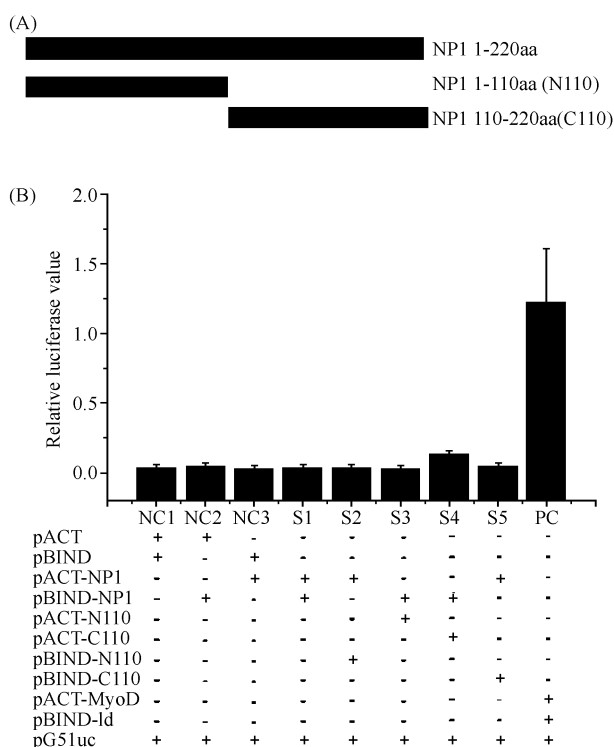 (A)
NP1 1-220aa
NP1 1-110aa (N110)
NP1 110-220aa(C110)
(B)
2.0
1.5
1.0
0.5
0.0
Relative luciferase value
NC1 NC2 NC3 S1 S2 S3 S4 S5 PC
pACT + + - - - - - - -
pBIND + - + - - - - - -
pACT-NP1 - - + + + - - + -
pBIND-NP1 - + - + - + + - -
pACT-N110 - - - - - + - - -
pACT-C110 - - - - - - + - -
pBIND-N110 - - - - + - - - -
pBIND-C110 - - - - - - - + -
pACT-MyoD - - - - - - - - +
pBIND-ld - - - - - - - - +
pG51uc + + + + + + + + +